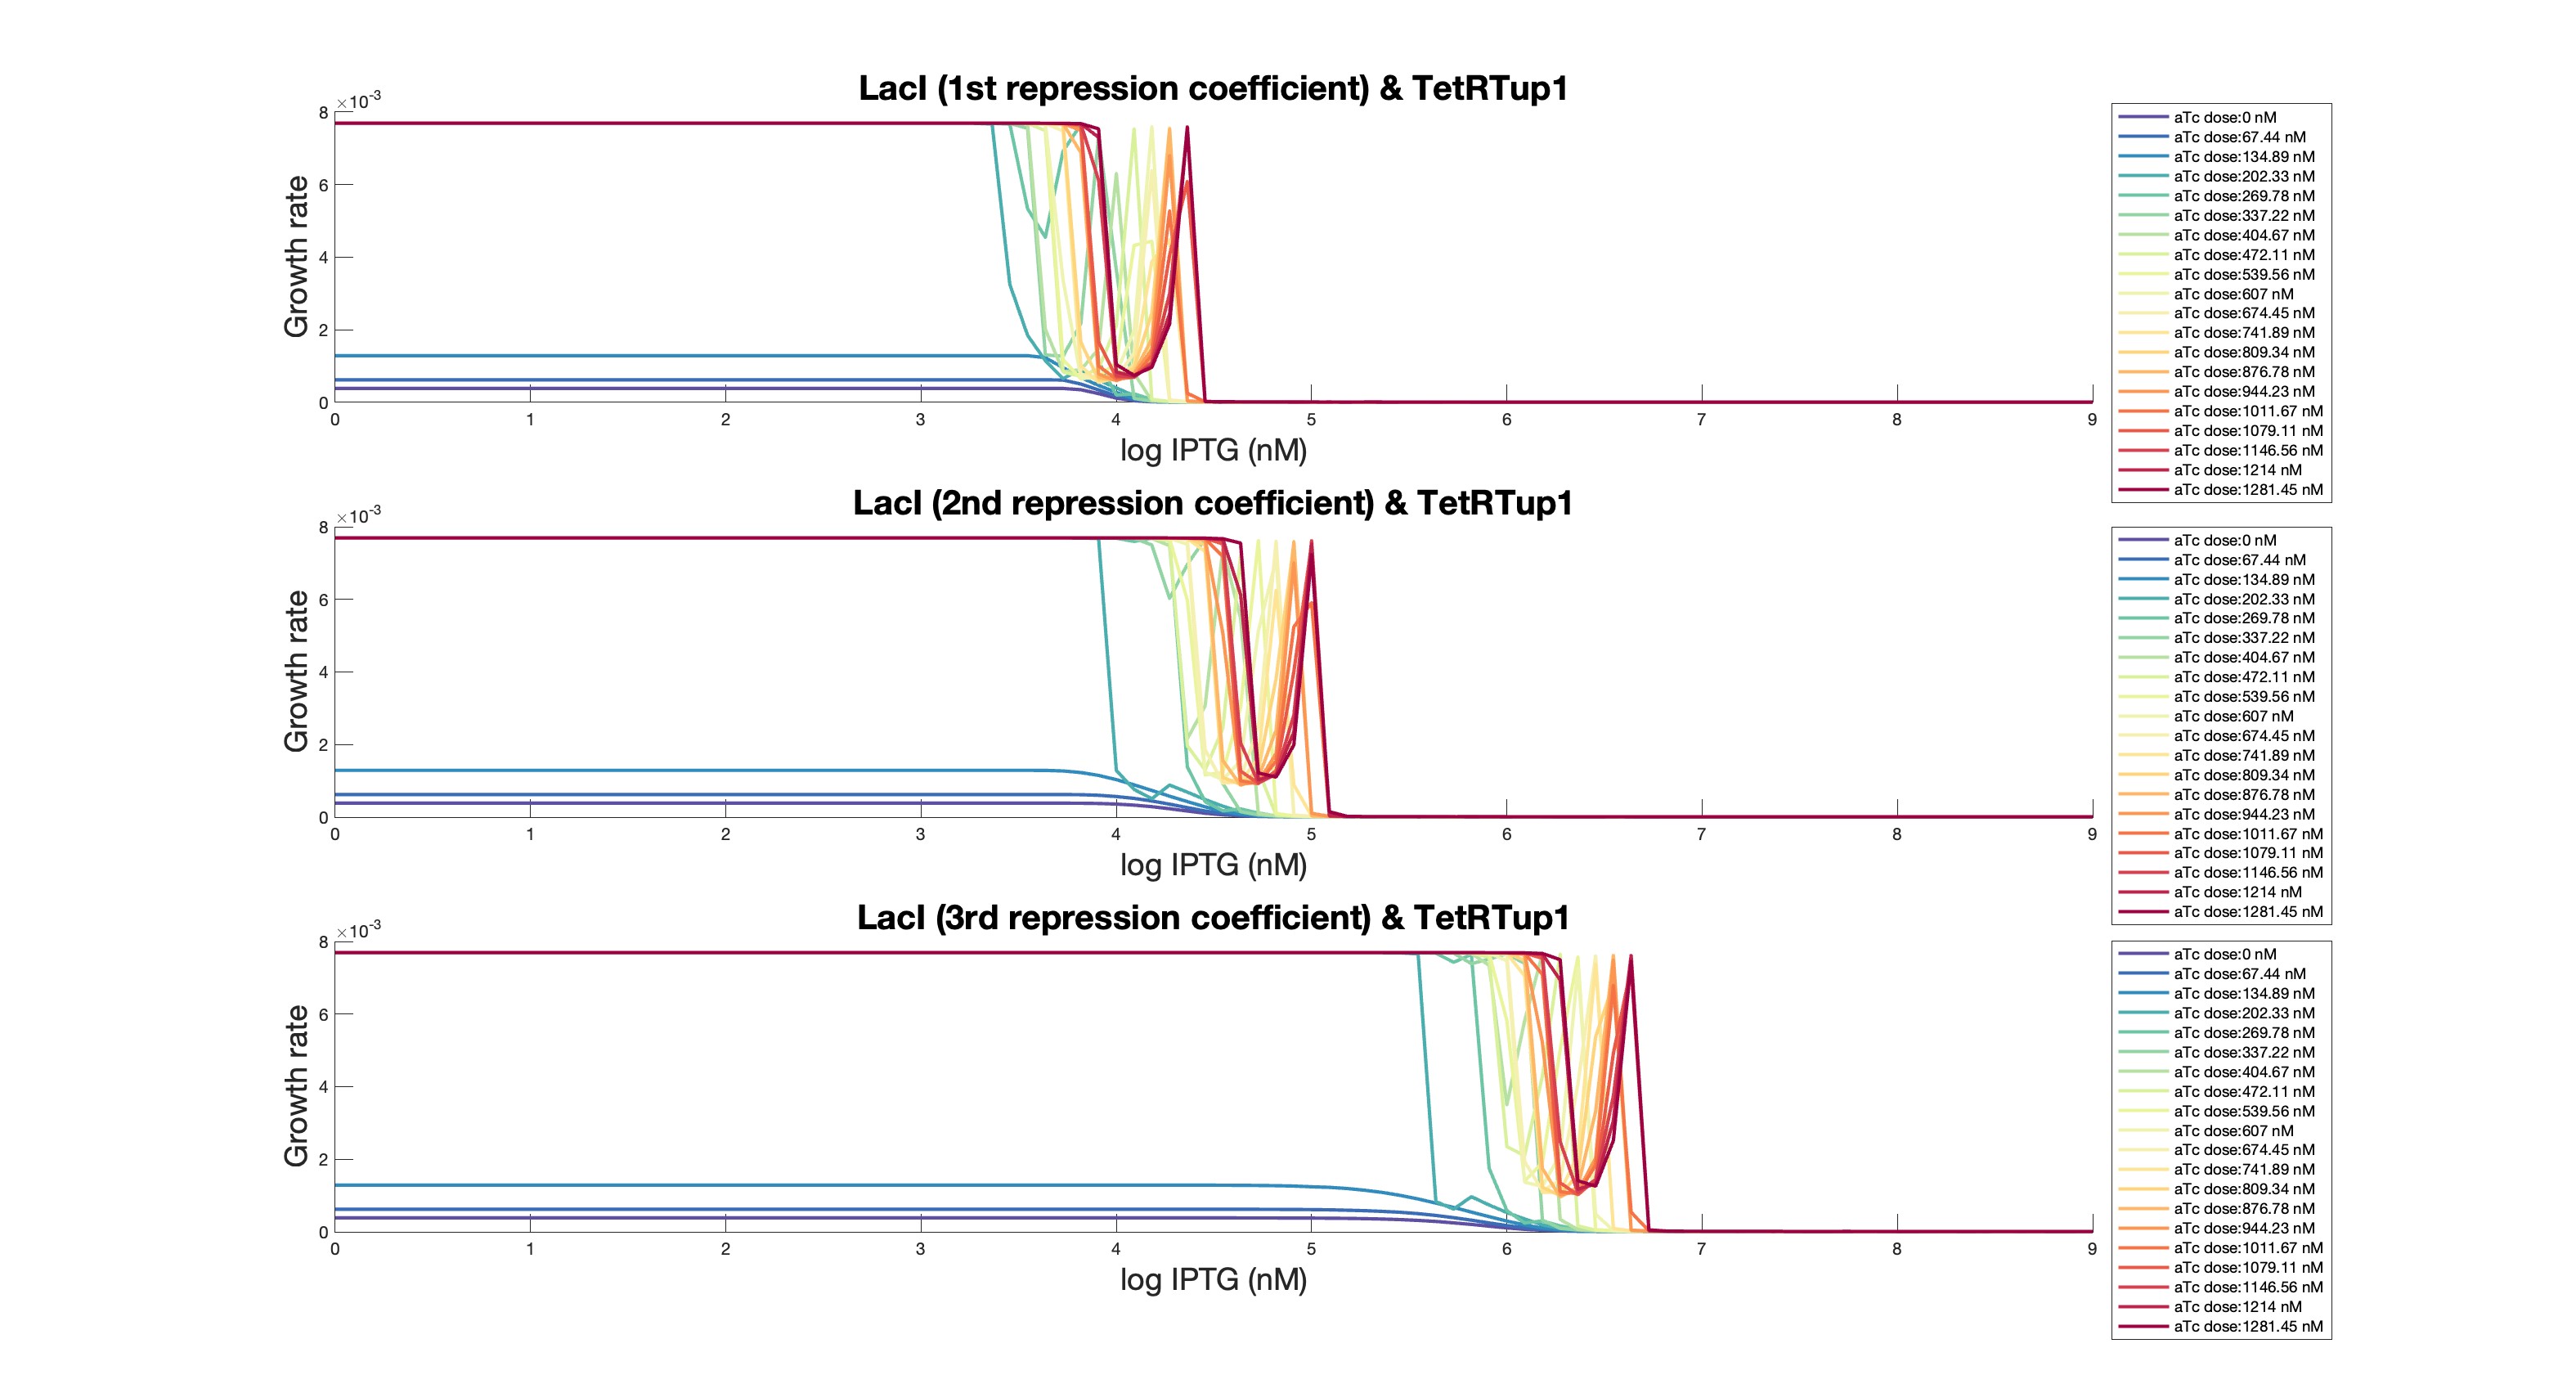 LacI (1st repression coefficient) & TetRTup1
×10-3
8
6
4
2
0
Growth rate
0 1 2 3 4 5 6 7 8 9
log IPTG (nM)
aTc dose:0 nM
aTc dose:67.44 nM
aTc dose:134.89 nM
aTc dose:202.33 nM
aTc dose:269.78 nM
aTc dose:337.22 nM
aTc dose:404.67 nM
aTc dose:472.11 nM
aTc dose:539.56 nM
aTc dose:607 nM
aTc dose:674.45 nM
aTc dose:741.89 nM
aTc dose:809.34 nM
aTc dose:876.78 nM
aTc dose:944.23 nM
aTc dose:1011.67 nM
aTc dose:1079.11 nM
aTc dose:1146.56 nM
aTc dose:1214 nM
aTc dose:1281.45 nM
LacI (2nd repression coefficient) & TetRTup1
×10-3
8
6
4
2
0
Growth rate
0 1 2 3 4 5 6 7 8 9
log IPTG (nM)
aTc dose:0 nM
aTc dose:67.44 nM
aTc dose:134.89 nM
aTc dose:202.33 nM
aTc dose:269.78 nM
aTc dose:337.22 nM
aTc dose:404.67 nM
aTc dose:472.11 nM
aTc dose:539.56 nM
aTc dose:607 nM
aTc dose:674.45 nM
aTc dose:741.89 nM
aTc dose:809.34 nM
aTc dose:876.78 nM
aTc dose:944.23 nM
aTc dose:1011.67 nM
aTc dose:1079.11 nM
aTc dose:1146.56 nM
aTc dose:1214 nM
aTc dose:1281.45 nM
LacI (3rd repression coefficient) & TetRTup1
×10-3
8
6
4
2
0
Growth rate
0 1 2 3 4 5 6 7 8 9
log IPTG (nM)
aTc dose:0 nM
aTc dose:67.44 nM
aTc dose:134.89 nM
aTc dose:202.33 nM
aTc dose:269.78 nM
aTc dose:337.22 nM
aTc dose:404.67 nM
aTc dose:472.11 nM
aTc dose:539.56 nM
aTc dose:607 nM
aTc dose:674.45 nM
aTc dose:741.89 nM
aTc dose:809.34 nM
aTc dose:876.78 nM
aTc dose:944.23 nM
aTc dose:1011.67 nM
aTc dose:1079.11 nM
aTc dose:1146.56 nM
aTc dose:1214 nM
aTc dose:1281.45 nM